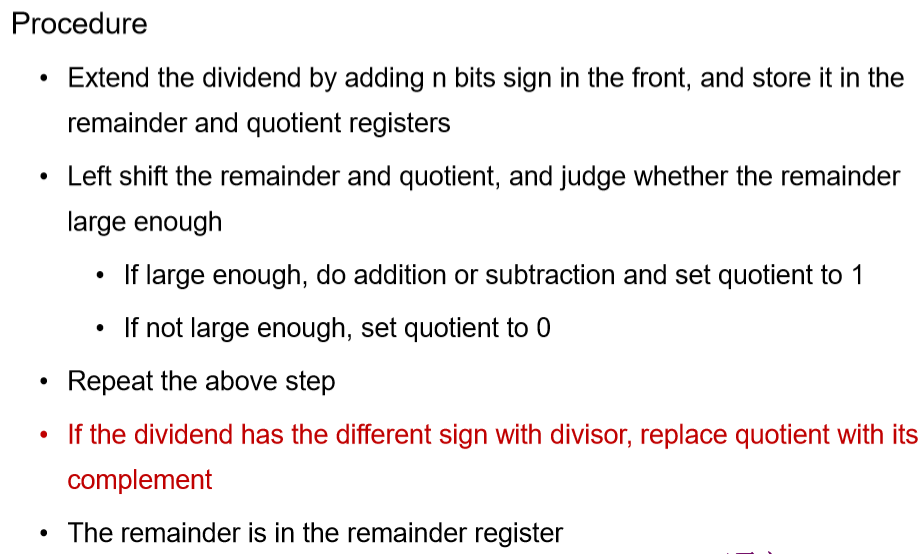 Procedure
• Extend the dividend by adding n bits sign in the front, and store it in the
remainder and quotient registers
• Left shift the remainder and quotient, and judge whether the remainder
large enough
• If large enough, do addition or subtraction and set quotient to 1
• If not large enough, set quotient to 0
• Repeat the above step
• If the dividend has the different sign with divisor, replace quotient with its
complement
• The remainder is in the remainder register